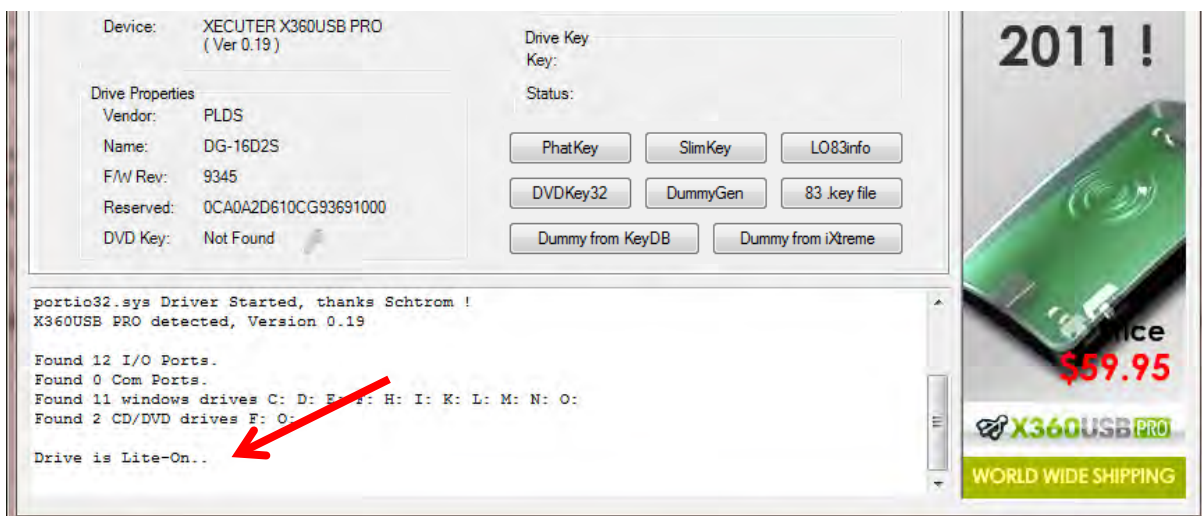 Device: XECUTER X360USB PRO
( Ver 0.19 )
Drive Properties
Vendor: PLDS
Name: DG-16D2S
F/W Rev: 9345
Reserved: 0CA0A2D610CG93691000
DVD Key: Not Found
Drive Key
Key:
Status:
PhatKey SlimKey LO83info
DVDKey32 DummyGen 83 .key file
Dummy from KeyDB Dummy from iXtreme
portio32.sys Driver Started, thanks Schtrom !
X360USB PRO detected, Version 0.19
Found 12 I/O Ports.
Found 0 Com Ports.
Found 11 windows drives C: D: E: F: H: I: K: L: M: N: O:
Found 2 CD/DVD drives F: O:
Drive is Lite-On..
2011 !
$59.95
X360USB PRO
WORLD WIDE SHIPPING